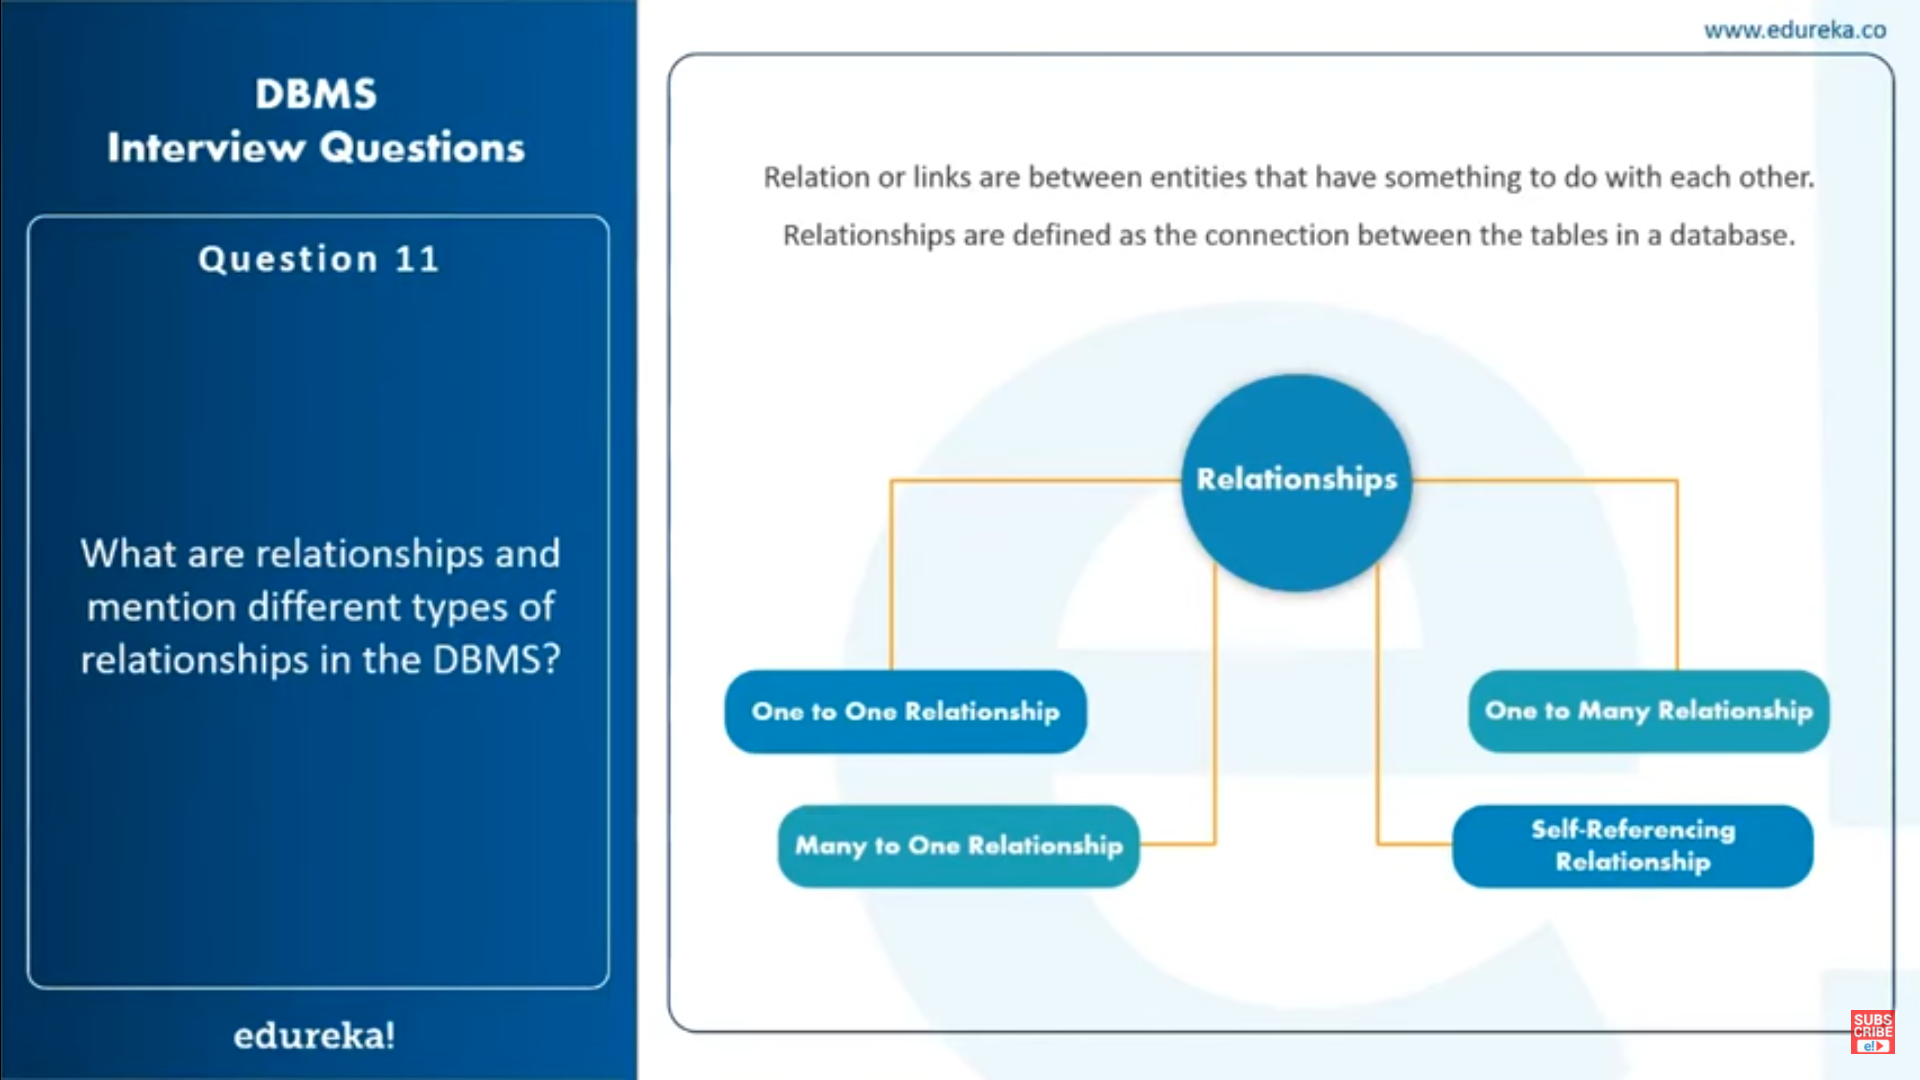 DBMS
Interview Questions
Question 11
What are relationships and
mention different types of
relationships in the DBMS?
edureka!
www.edureka.co
Relation or links are between entities that have something to do with each other.
Relationships are defined as the connection between the tables in a database.
Relationships
One to One Relationship
One to Many Relationship
Many to One Relationship
Self-Referencing
Relationship
SUBS
CRIBE
e!